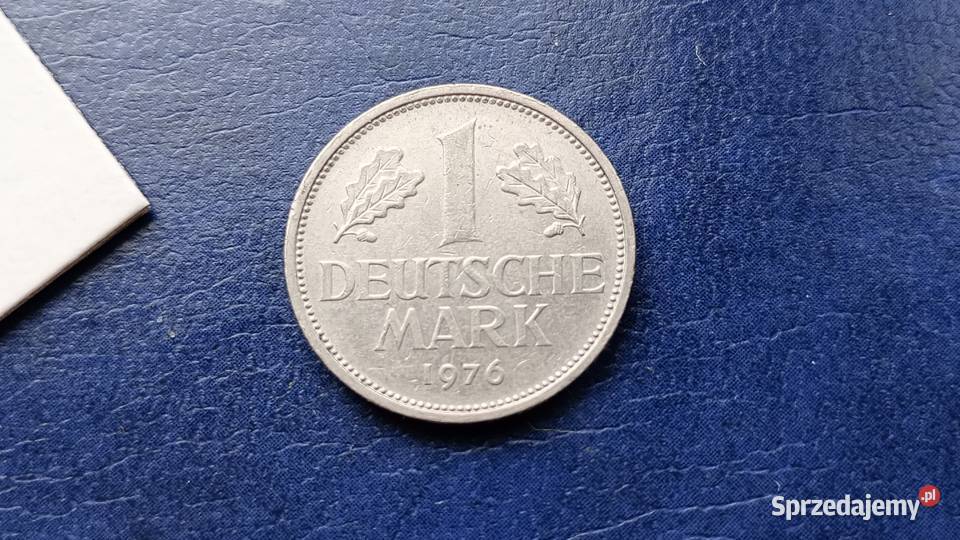 1
DEUTSCHE
MARK
1976
Sprzedajemy.pl